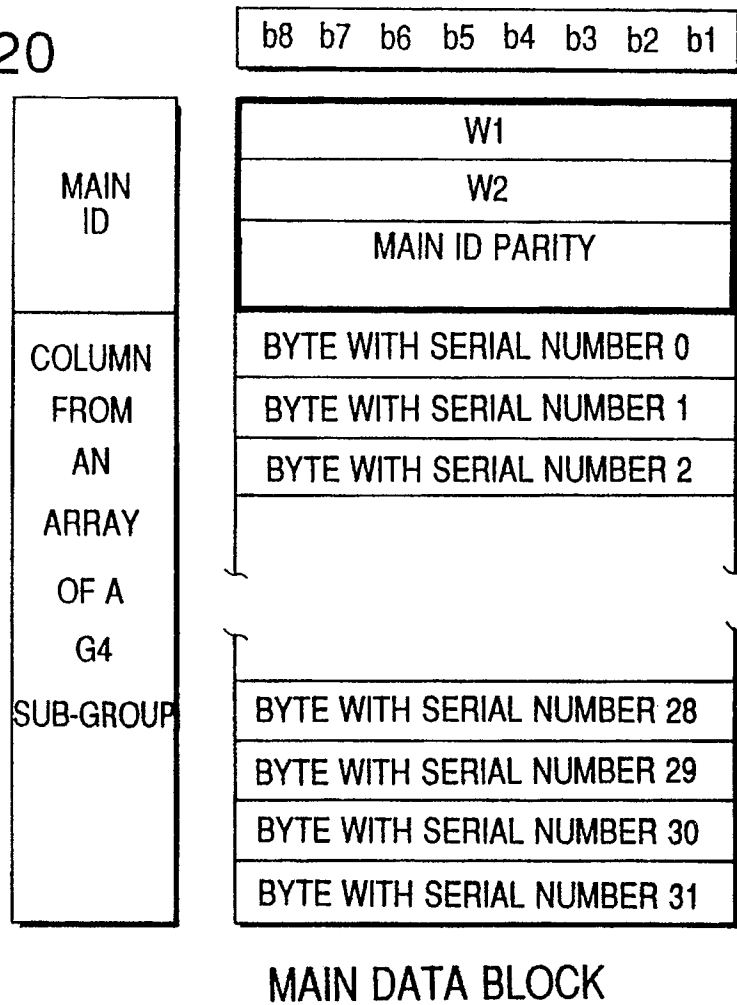 20
b8 b7 b6 b5 b4 b3 b2 b1
MAIN
ID
W1
W2
MAIN ID PARITY
COLUMN
FROM
AN
ARRAY
OF A
G4
SUB-GROUP
BYTE WITH SERIAL NUMBER 0
BYTE WITH SERIAL NUMBER 1
BYTE WITH SERIAL NUMBER 2
BYTE WITH SERIAL NUMBER 28
BYTE WITH SERIAL NUMBER 29
BYTE WITH SERIAL NUMBER 30
BYTE WITH SERIAL NUMBER 31
MAIN DATA BLOCK